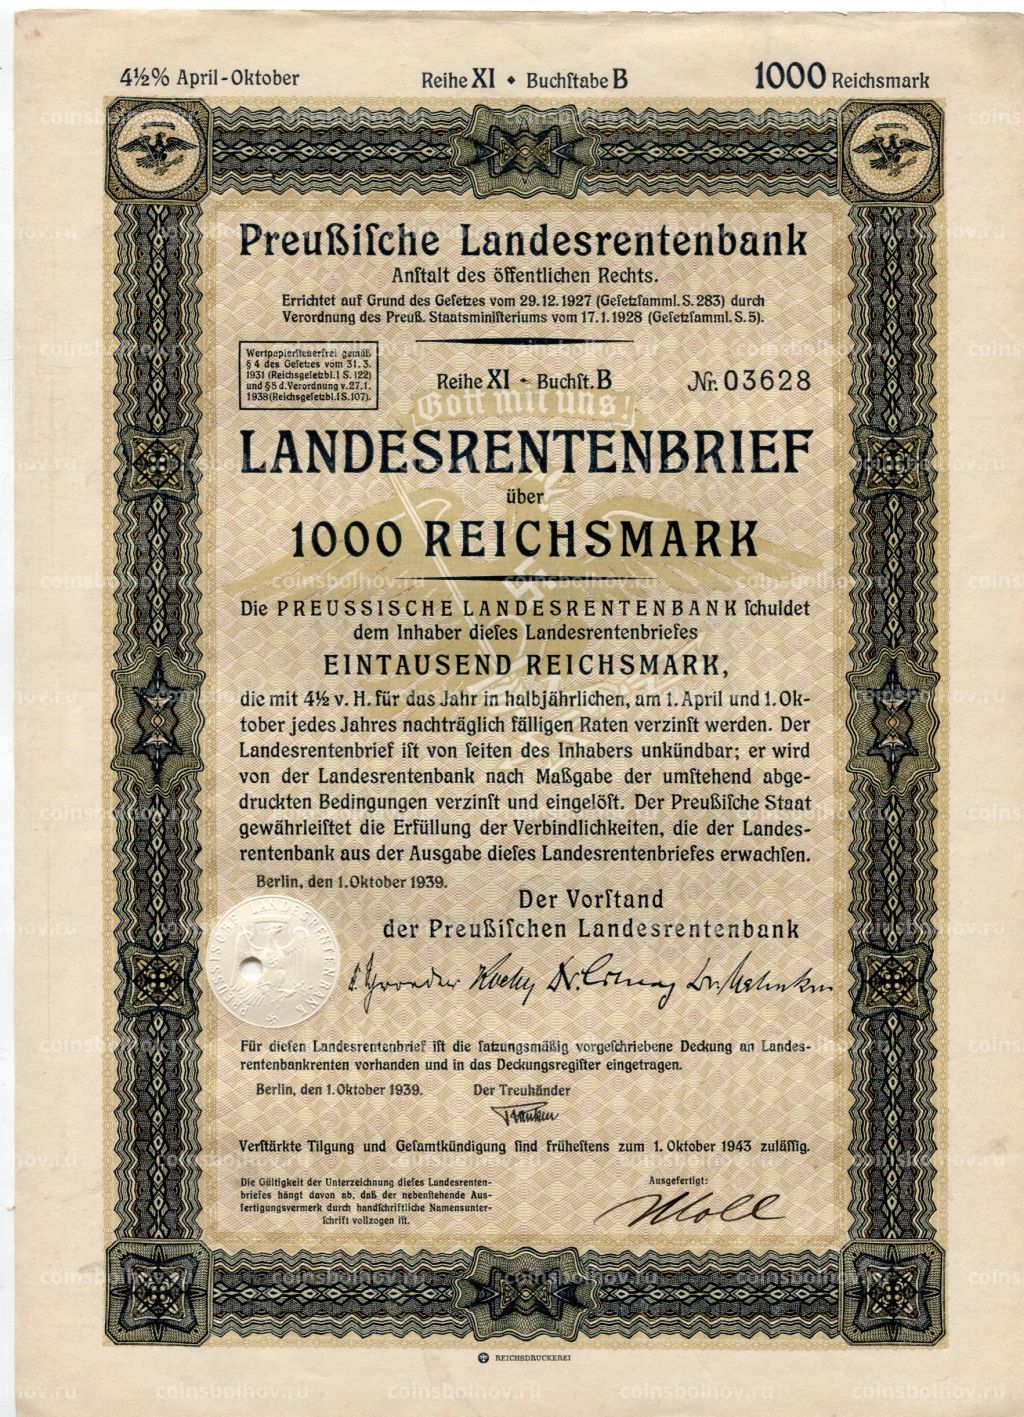 4½% April-Oktober Reihe XI • Buchſtabe B 1000 Reichsmark
Preußiſche Landesrentenbank
Anſtalt des öffentlichen Rechts.
Errichtet auf Grund des Geſetzes vom 29.12.1927 (Geſetzſamml. S. 283) durch
Verordnung des Preuß. Staatsminiſteriums vom 17.1.1928 (Geſetzſamml. S. 5).
Wertpapierſteuerfrei gemäß
§ 4 des Geſetzes vom 31. 3.
1931 (Reichsgeſetzbl. I S. 122)
und § 5 d. Verordnung v. 27.1.
1938 (Reichsgeſetzbl. I S. 107).
Reihe XI • Buchſt. B Nr. 03628
Gott mit uns!
LANDESRENTENBRIEF
über
1000 REICHSMARK
Die PREUSSISCHE LANDESRENTENBANK ſchuldet
dem Inhaber dieſes Landesrentenbriefes
EINTAUSEND REICHSMARK,
die mit 4½ v. H. für das Jahr in halbjährlichen, am 1. April und 1. Ok-
tober jedes Jahres nachträglich fälligen Raten verzinſt werden. Der
Landesrentenbrief iſt von ſeiten des Inhabers unkündbar; er wird
von der Landesrentenbank nach Maßgabe der umſtehend abge-
druckten Bedingungen verzinſt und eingelöſt. Der Preußiſche Staat
gewährleiſtet die Erfüllung der Verbindlichkeiten, die der Landes-
rentenbank aus der Ausgabe dieſes Landesrentenbriefes erwachſen.
Berlin, den 1. Oktober 1939.
Der Vorſtand
der Preußiſchen Landesrentenbank
PREUSSISCHE LANDESRENTENBANK
Für dieſen Landesrentenbrief iſt die ſatzungsmäßig vorgeſchriebene Deckung an Landes-
rentenbankrenten vorhanden und in das Deckungsregiſter eingetragen.
Berlin, den 1. Oktober 1939. Der Treuhänder
Verſtärkte Tilgung und Geſamtkündigung ſind früheſtens zum 1. Oktober 1943 zuläſſig.
Die Gültigkeit der Unterzeichnung dieſes Landesrenten-
briefes hängt davon ab, daß der nebenſtehende Aus-
fertigungsvermerk durch handſchriftliche Namensunter-
ſchrift vollzogen iſt.
Ausgefertigt:
Moll
REICHSDRUCKEREI
coinsbolhov.ru